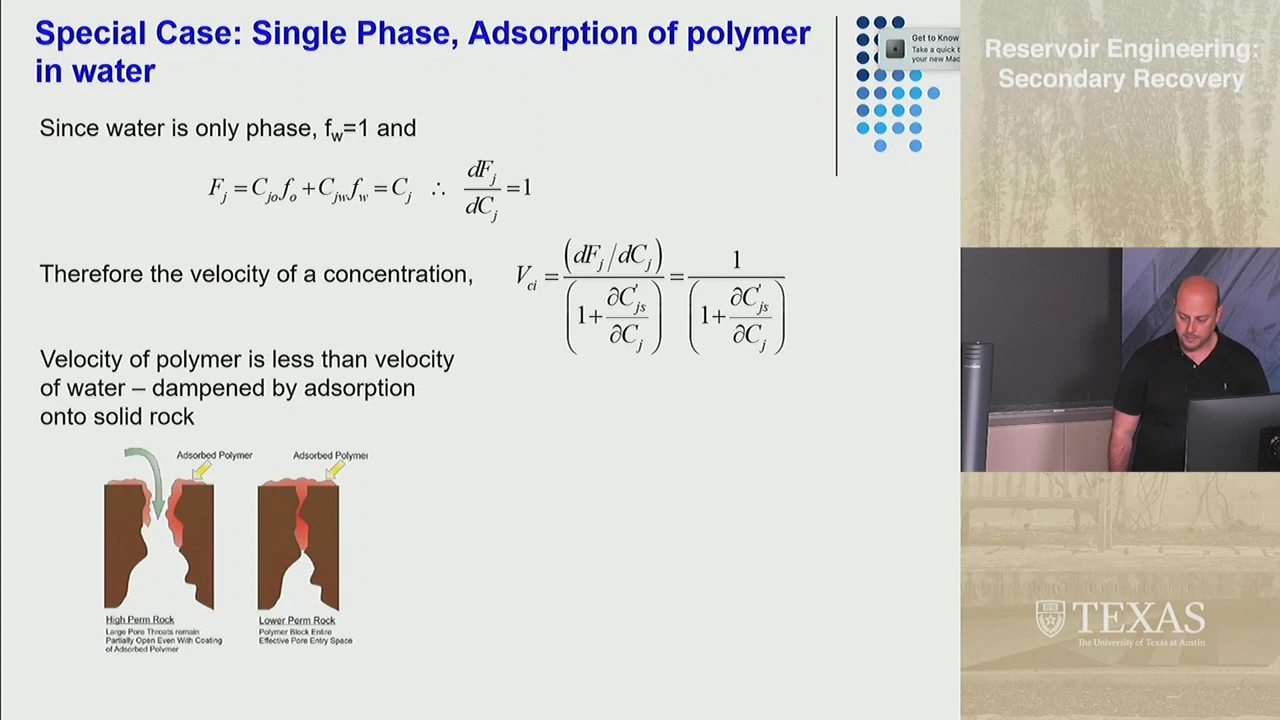 Special Case: Single Phase, Adsorption of polymer
in water
Get to Know
Take a quick t
your new Mac
Reservoir Engineering:
Secondary Recovery
Since water is only phase, f_w=1 and
F_j = C_jo f_o + C_jw f_w = C_j ∴ dF_j/dC_j = 1
Therefore the velocity of a concentration, V_ci = (dF_j/dC_j) / (1+ ∂C'_js/∂C_j) = 1 / (1+ ∂C'_js/∂C_j)
Velocity of polymer is less than velocity
of water – dampened by adsorption
onto solid rock
Adsorbed Polymer
Adsorbed Polymer
High Perm Rock
Large Pore Throats remain
Partially Open Even With Coating
of Adsorbed Polymer
Lower Perm Rock
Polymer Block Entire
Effective Pore Entry Space
TEXAS
The University of Texas at Austin